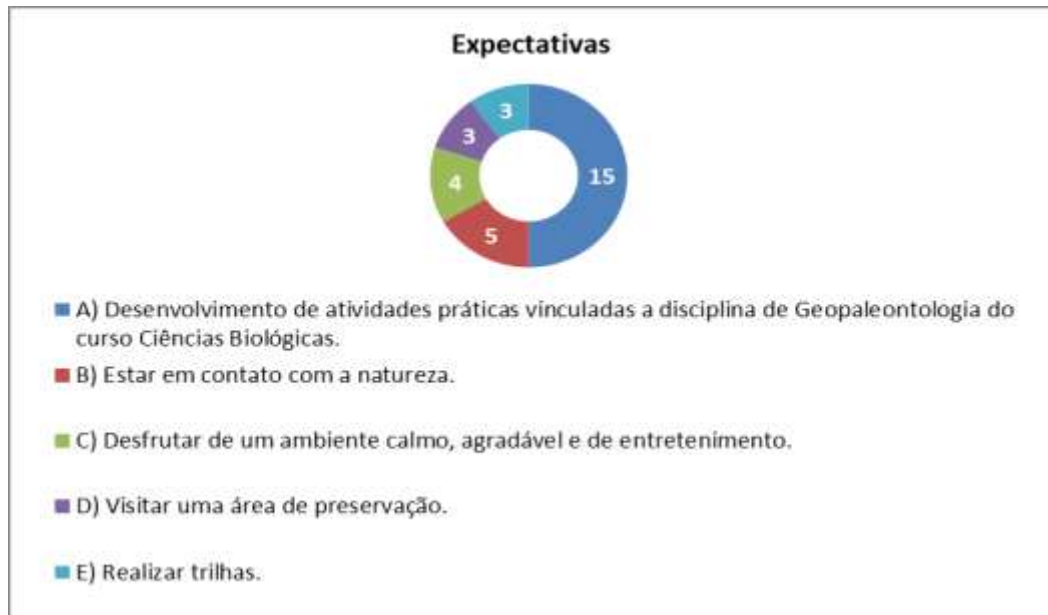 Expectativas
3
3
15
4
5
A) Desenvolvimento de atividades práticas vinculadas a disciplina de Geopaleontologia do
curso Ciências Biológicas.
B) Estar em contato com a natureza.
C) Desfrutar de um ambiente calmo, agradável e de entretenimento.
D) Visitar uma área de preservação.
E) Realizar trilhas.